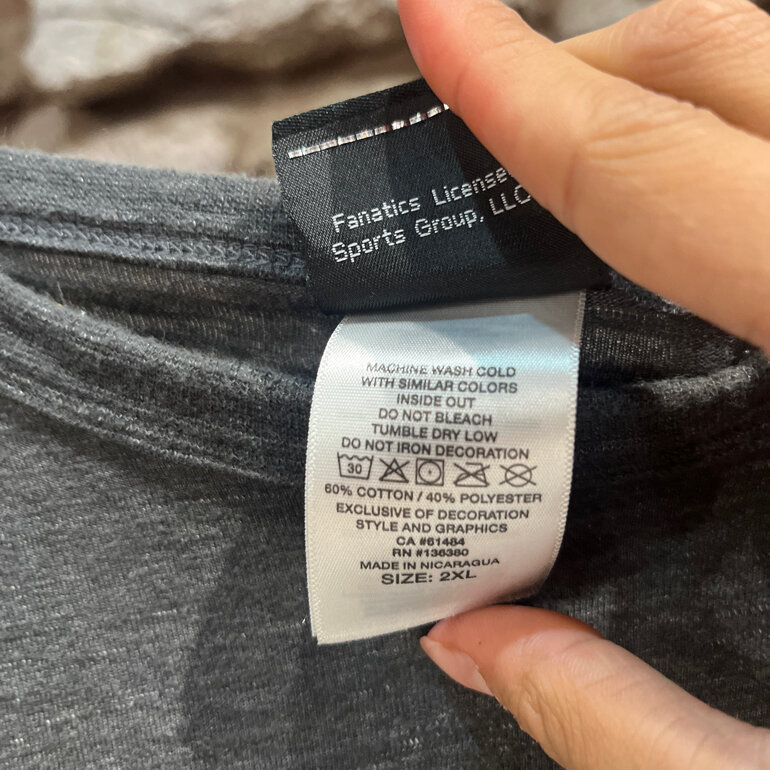 Fanatics License
Sports Group, LLC
MACHINE WASH COLD
WITH SIMILAR COLORS
INSIDE OUT
DO NOT BLEACH
TUMBLE DRY LOW
DO NOT IRON DECORATION
30
60% COTTON / 40% POLYESTER
EXCLUSIVE OF DECORATION
STYLE AND GRAPHICS
CA #61484
RN #136380
MADE IN NICARAGUA
SIZE: 2XL